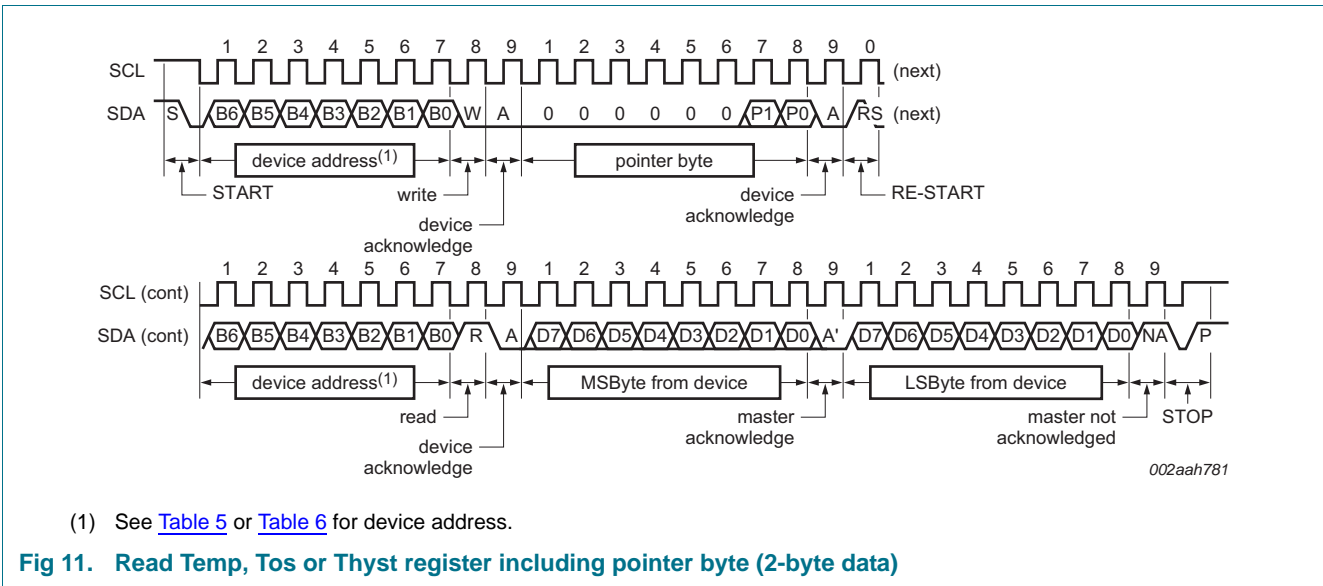 1 2 3 4 5 6 7 8 9 1 2 3 4 5 6 7 8 9 0
SCL (next)
SDA S B6 B5 B4 B3 B2 B1 B0 W A 0 0 0 0 0 0 P1 P0 A RS (next)
device address(1) pointer byte
START write device RE-START
device acknowledge
acknowledge
1 2 3 4 5 6 7 8 9 1 2 3 4 5 6 7 8 9 1 2 3 4 5 6 7 8 9
SCL (cont)
SDA (cont) B6 B5 B4 B3 B2 B1 B0 R A D7 D6 D5 D4 D3 D2 D1 D0 A' D7 D6 D5 D4 D3 D2 D1 D0 NA P
device address(1) MSByte from device LSByte from device
read master master not STOP
device acknowledge acknowledged
acknowledge
002aah781
(1) See Table 5 or Table 6 for device address.
Fig 11. Read Temp, Tos or Thyst register including pointer byte (2-byte data)